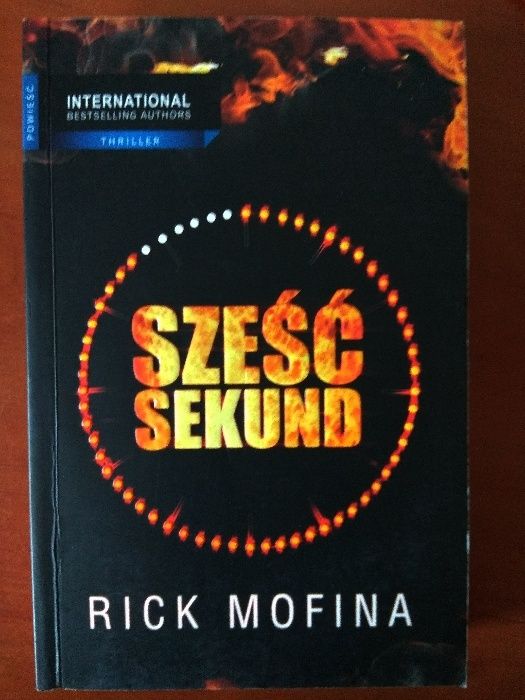 POWIEŚĆ
INTERNATIONAL
BESTSELLING AUTHORS
THRILLER
SZEŚĆ
SEKUND
RICK MOFINA